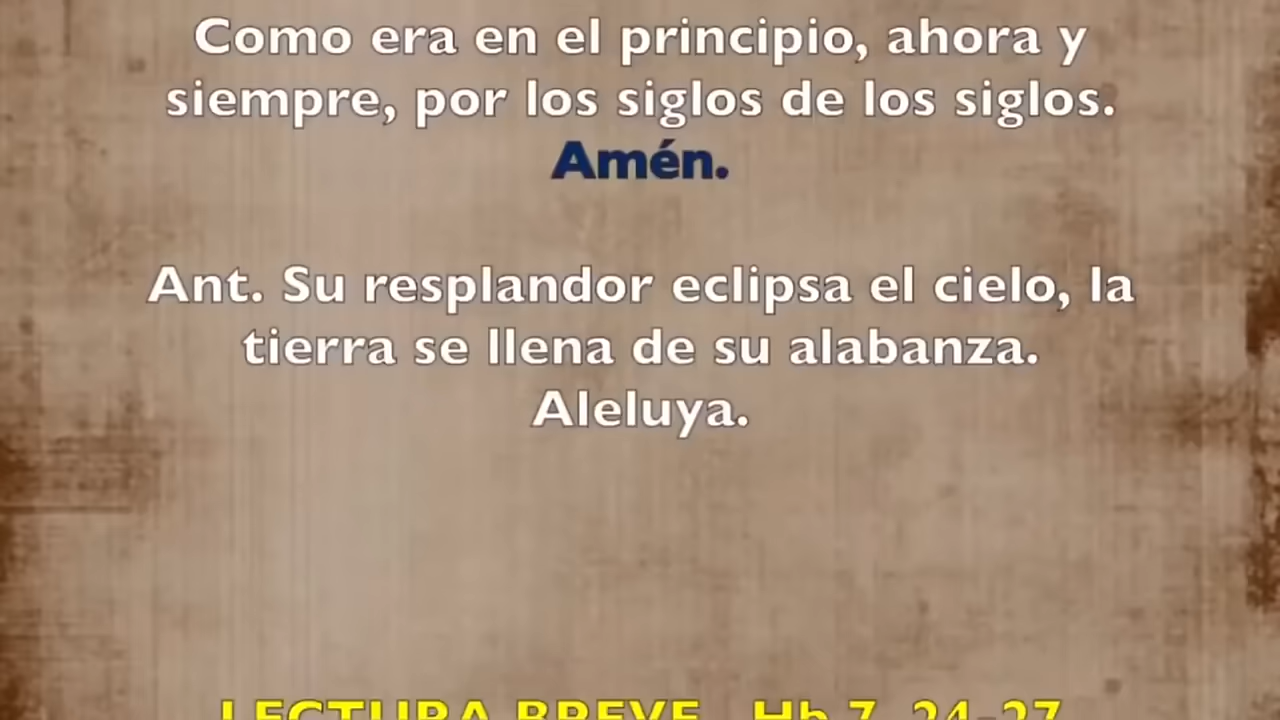 Como era en el principio, ahora y
siempre, por los siglos de los siglos.
Amén.
Ant. Su resplandor eclipsa el cielo, la
tierra se llena de su alabanza.
Aleluya.
LECTURA BREVE Hb 7, 24-27